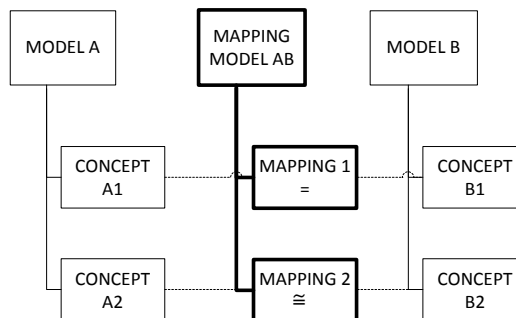 MODEL A
MAPPING
MODEL AB
MODEL B
CONCEPT
A1
MAPPING 1
=
CONCEPT
B1
CONCEPT
A2
MAPPING 2
≅
CONCEPT
B2